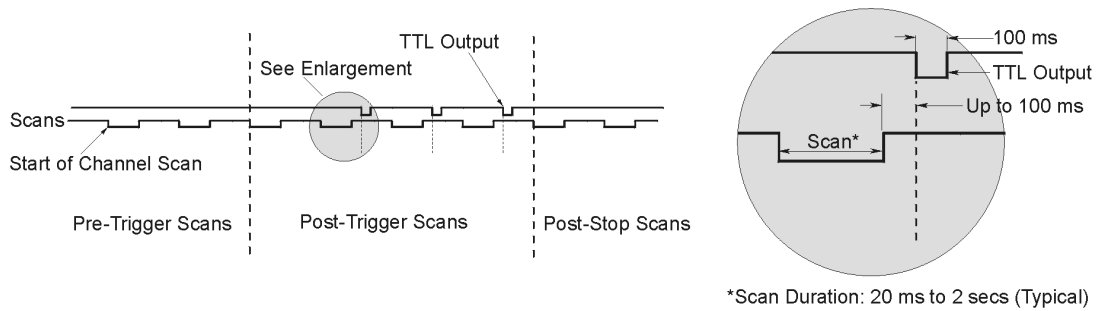 TTL Output
See Enlargement
Scans
Start of Channel Scan
Pre-Trigger Scans
Post-Trigger Scans
Post-Stop Scans
100 ms
TTL Output
Up to 100 ms
Scan*
*Scan Duration: 20 ms to 2 secs (Typical)